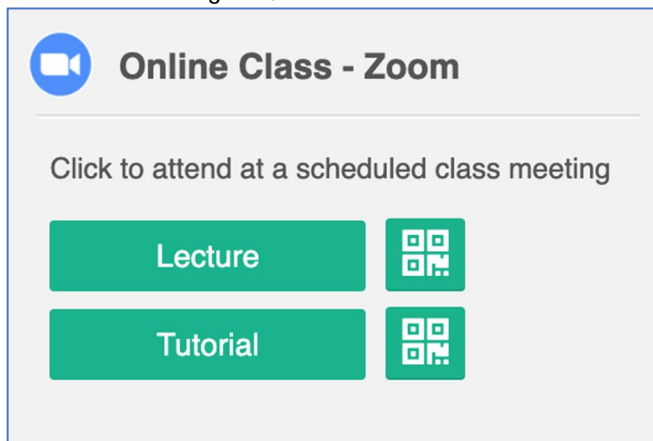 Online Class - Zoom
Click to attend at a scheduled class meeting
Lecture
Tutorial